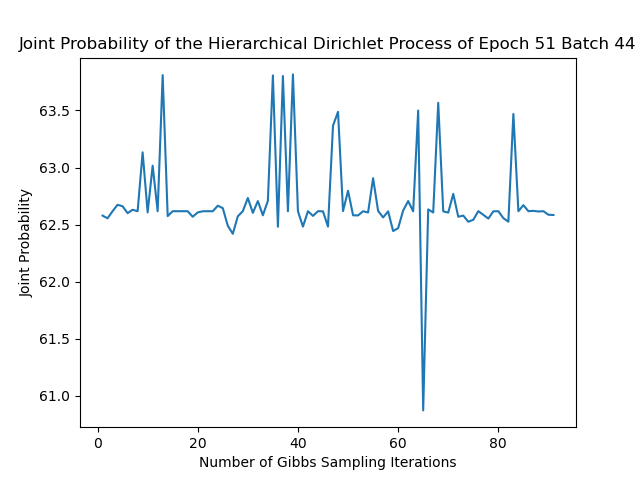 Joint Probability of the Hierarchical Dirichlet Process of Epoch 51 Batch 44
63.5
63.0
62.5
62.0
61.5
61.0
Joint Probability
0 20 40 60 80
Number of Gibbs Sampling Iterations